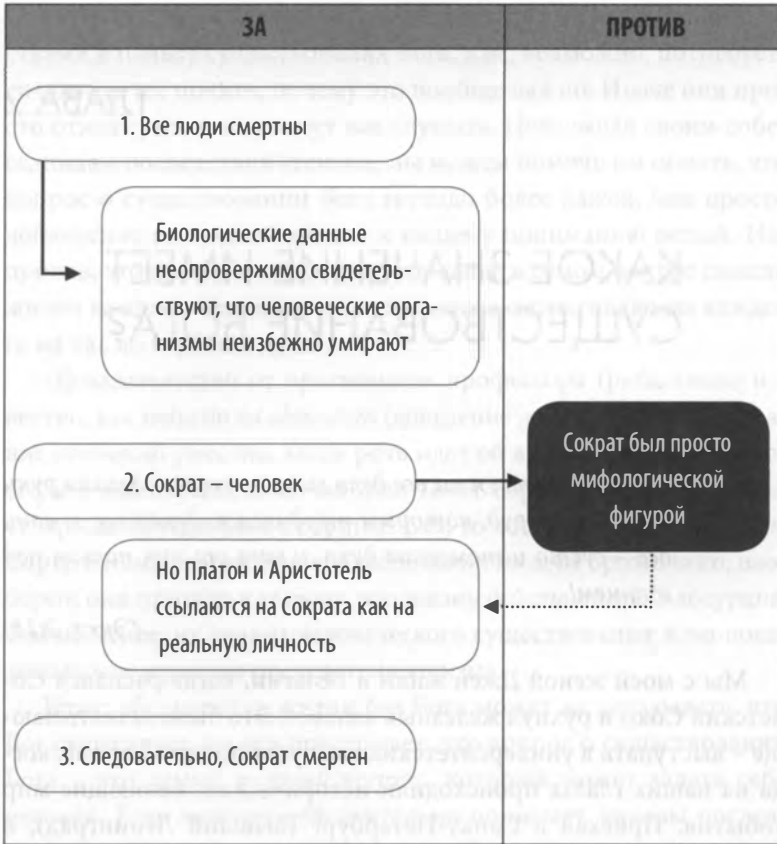 ЗА
ПРОТИВ
1. Все люди смертны
Биологические данные
неопровержимо свидетель-
ствуют, что человеческие орга-
низмы неизбежно умирают
2. Сократ – человек
Сократ был просто
мифологической
фигурой
Но Платон и Аристотель
ссылаются на Сократа как на
реальную личность
3. Следовательно, Сократ смертен